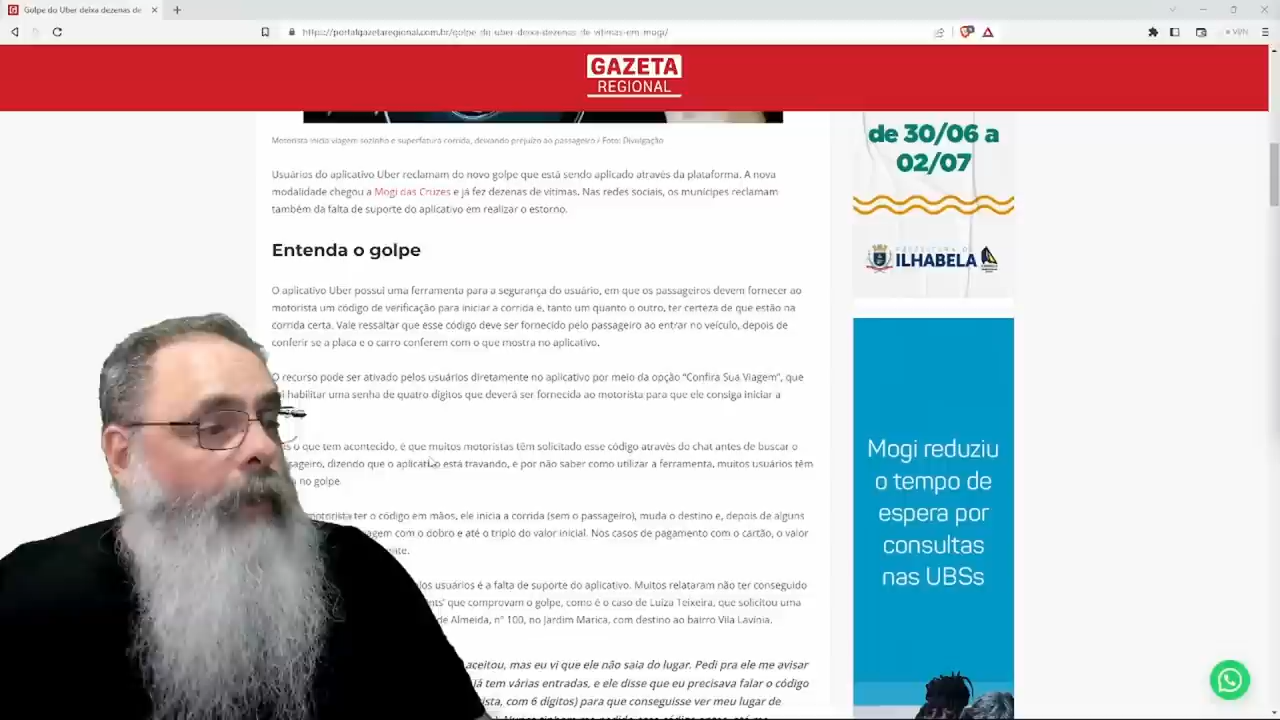 Golpe do Uber deixa dezenas de
https://portalgazetaregional.com.br/golpe-do-uber-deixa-dezenas-de-vitimas-em-mogi/
VPN
GAZETA
REGIONAL
Motorista inicia viagem sozinho e superfatura corrida, deixando prejuízo ao passageiro / Foto: Divulgação
Usuários do aplicativo Uber reclamam do novo golpe que está sendo aplicado através da plataforma. A nova
modalidade chegou a Mogi das Cruzes e já fez dezenas de vítimas. Nas redes sociais, os munícipes reclamam
também da falta de suporte do aplicativo em realizar o estorno.
Entenda o golpe
O aplicativo Uber possui uma ferramenta para a segurança do usuário, em que os passageiros devem fornecer ao
motorista um código de verificação para iniciar a corrida e, tanto um quanto o outro, ter certeza de que estão na
corrida certa. Vale ressaltar que esse código deve ser fornecido pelo passageiro ao entrar no veículo, depois de
conferir se a placa e o carro conferem com o que mostra no aplicativo.
O recurso pode ser ativado pelos usuários diretamente no aplicativo por meio da opção “Confira Sua Viagem”, que
habilitar uma senha de quatro dígitos que deverá ser fornecida ao motorista para que ele consiga iniciar a
o que tem acontecido, é que muitos motoristas têm solicitado esse código através do chat antes de buscar o
sageiro, dizendo que o aplicativo está travando, e por não saber como utilizar a ferramenta, muitos usuários têm
no golpe.
motorista ter o código em mãos, ele inicia a corrida (sem o passageiro), muda o destino e, depois de alguns
agem com o dobro e até o triplo do valor inicial. Nos casos de pagamento com o cartão, o valor
los usuários é a falta de suporte do aplicativo. Muitos relataram não ter conseguido
nts’ que comprovam o golpe, como é o caso de Luiza Teixeira, que solicitou uma
de Almeida, nº 100, no Jardim Marica, com destino ao bairro Vila Lavínia.
aceitou, mas eu vi que ele não saia do lugar. Pedi pra ele me avisar
Já tem várias entradas, e ele disse que eu precisava falar o código
ista, com 6 dígitos) para que conseguisse ver meu lugar de
de 30/06 a
02/07
PREFEITURA DE
ILHABELA
Mogi reduziu
o tempo de
espera por
consultas
nas UBSs